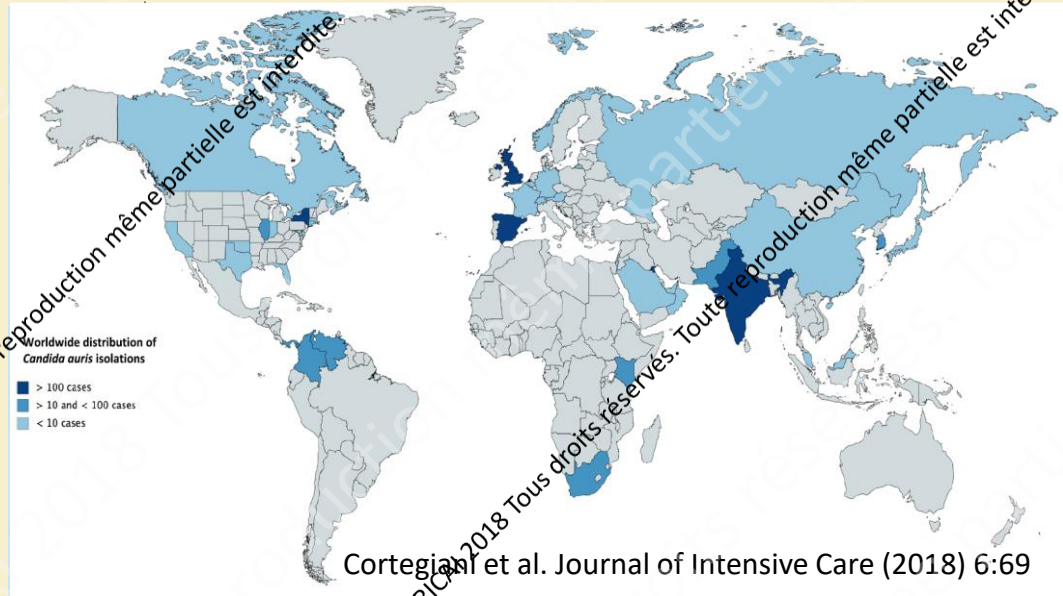 reproduction même partielle est interdite.
Worldwide distribution of
Candida auris isolations
> 100 cases
> 10 and < 100 cases
< 10 cases
2018 Tous droits réservés. Toute reproduction même partielle est inte
Cortegiani et al. Journal of Intensive Care (2018) 6:69